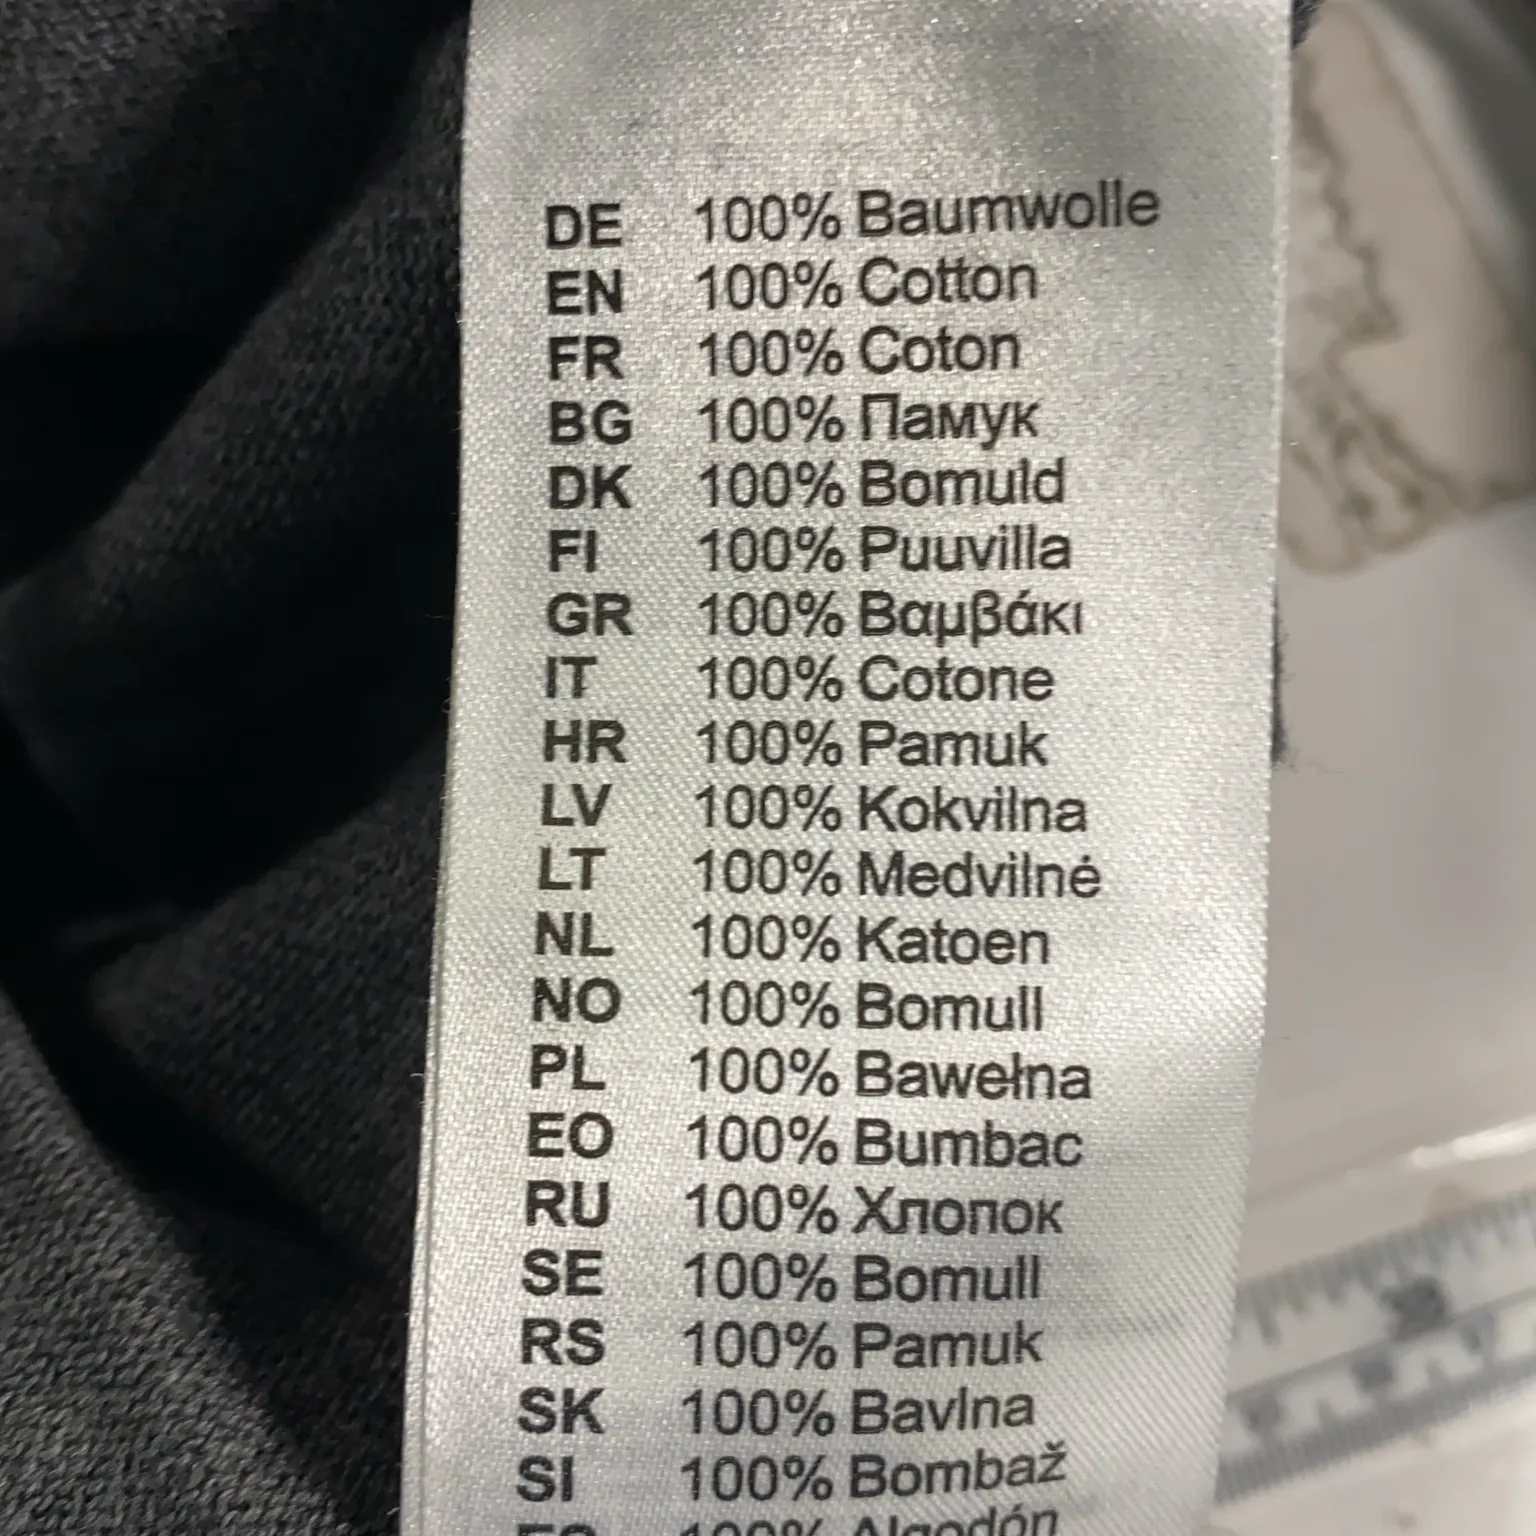 DE 100% Baumwolle
EN 100% Cotton
FR 100% Coton
BG 100% Памук
DK 100% Bomuld
FI 100% Puuvilla
GR 100% Βαμβάκι
IT 100% Cotone
HR 100% Pamuk
LV 100% Kokvilna
LT 100% Medvilnė
NL 100% Katoen
NO 100% Bomull
PL 100% Bawełna
EO 100% Bumbac
RU 100% Хлопок
SE 100% Bomull
RS 100% Pamuk
SK 100% Bavlna
SI 100% Bombaž
ES 100% Algodón